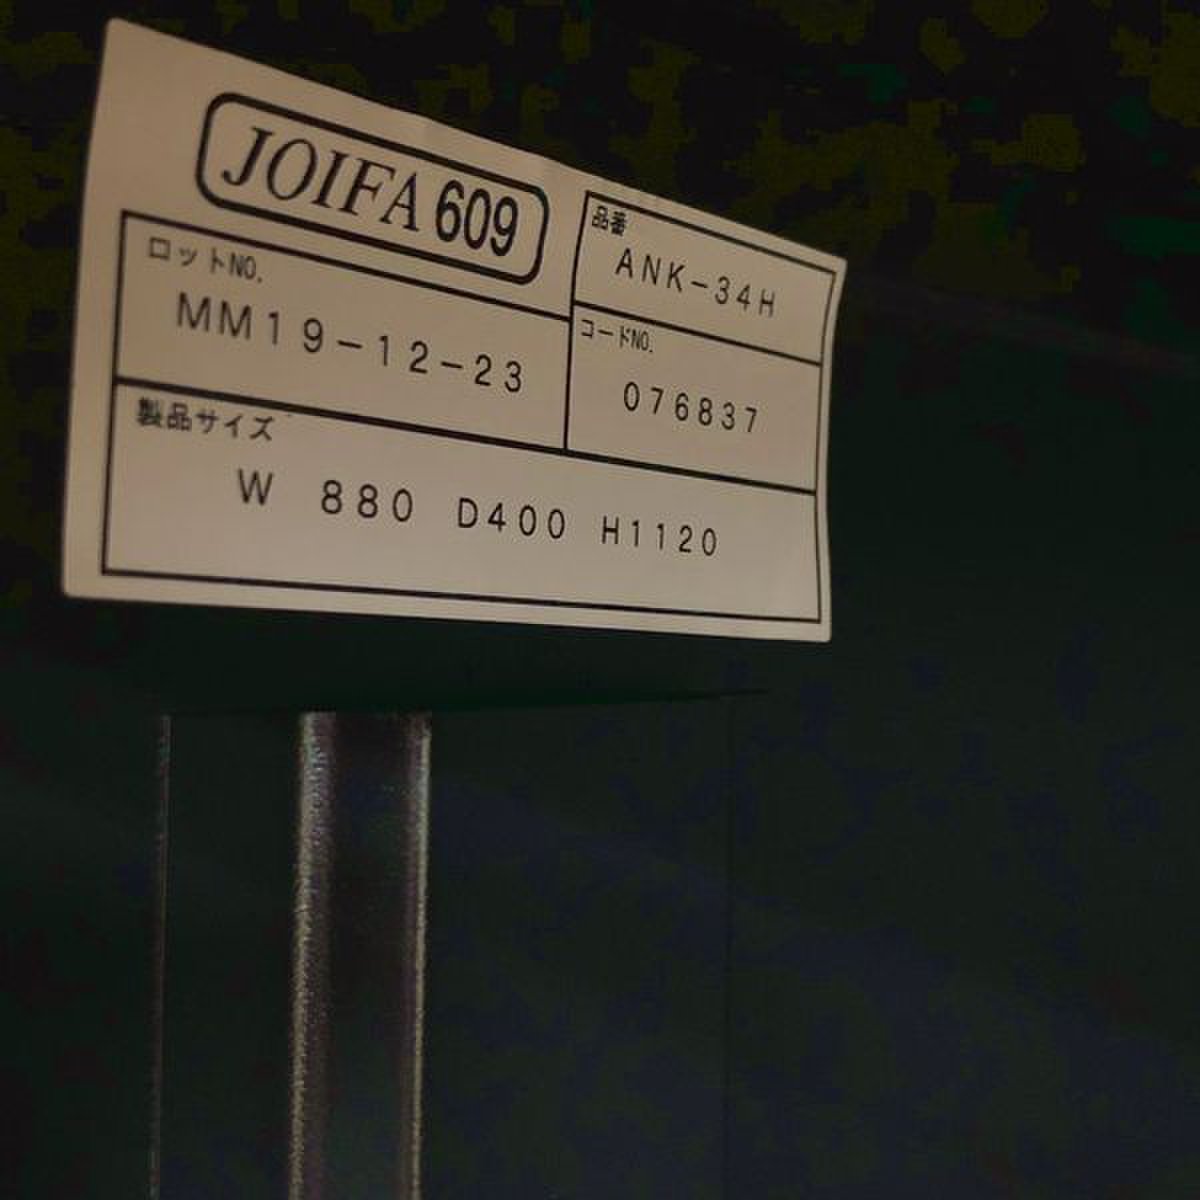 JOIFA 609
品番
ANK-34H
ロットNO.
MM19-12-23
コードNO.
076837
製品サイズ
W 880 D400 H1120